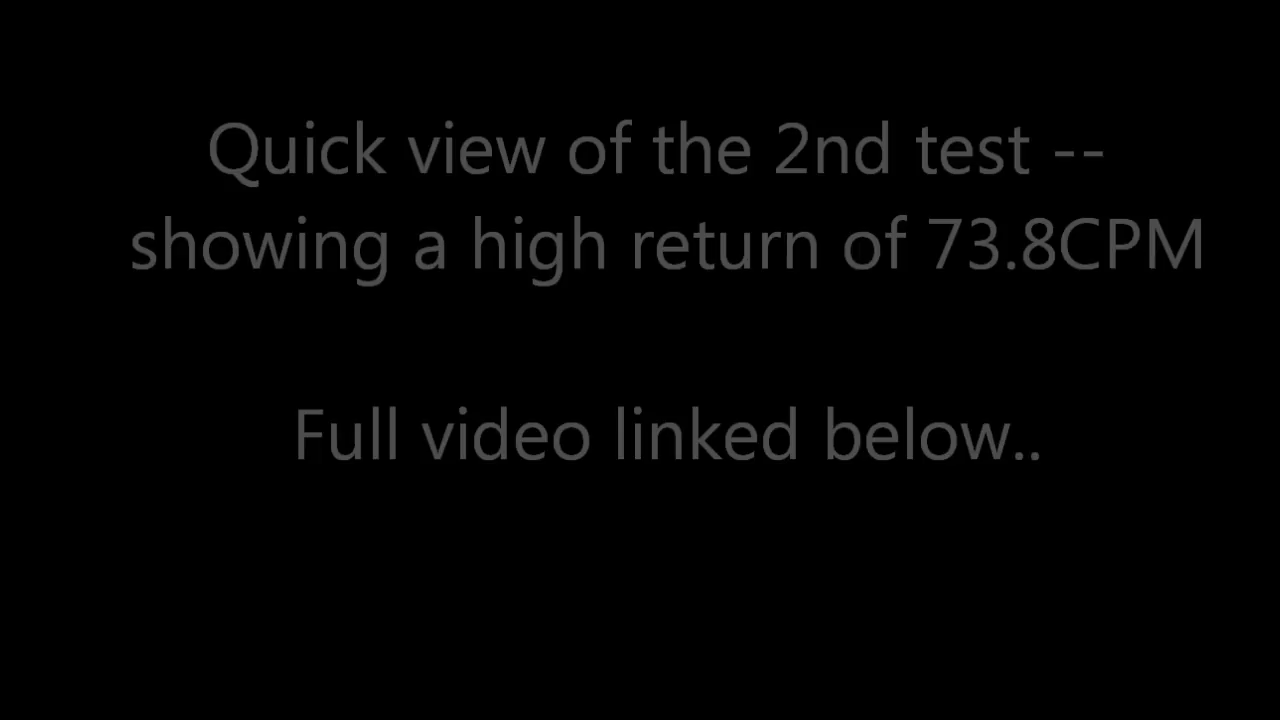 Quick view of the 2nd test --
showing a high return of 73.8CPM
Full video linked below..